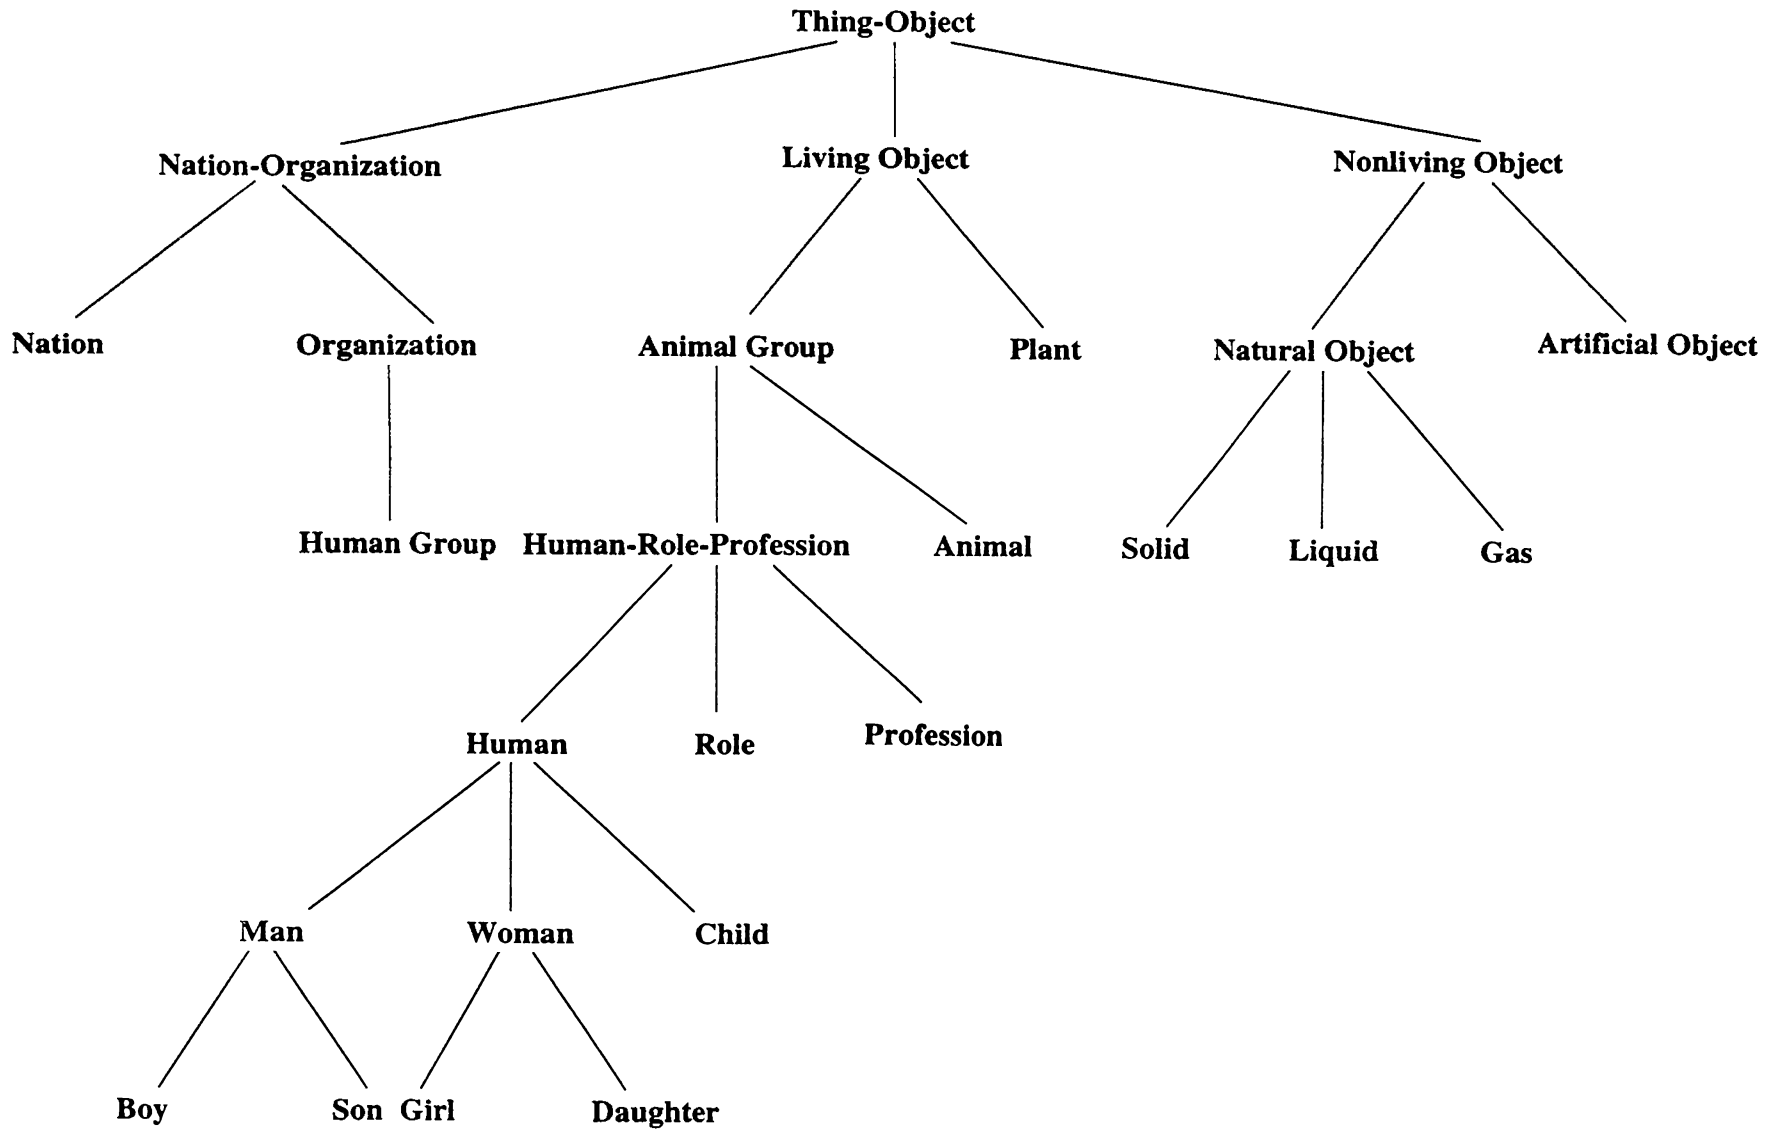 Thing-Object
Nation-Organization
Living Object
Nonliving Object
Nation
Organization
Animal Group
Plant
Natural Object
Artificial Object
Human Group
Human-Role-Profession
Animal
Solid
Liquid
Gas
Human
Role
Profession
Man
Woman
Child
Boy
Son
Girl
Daughter